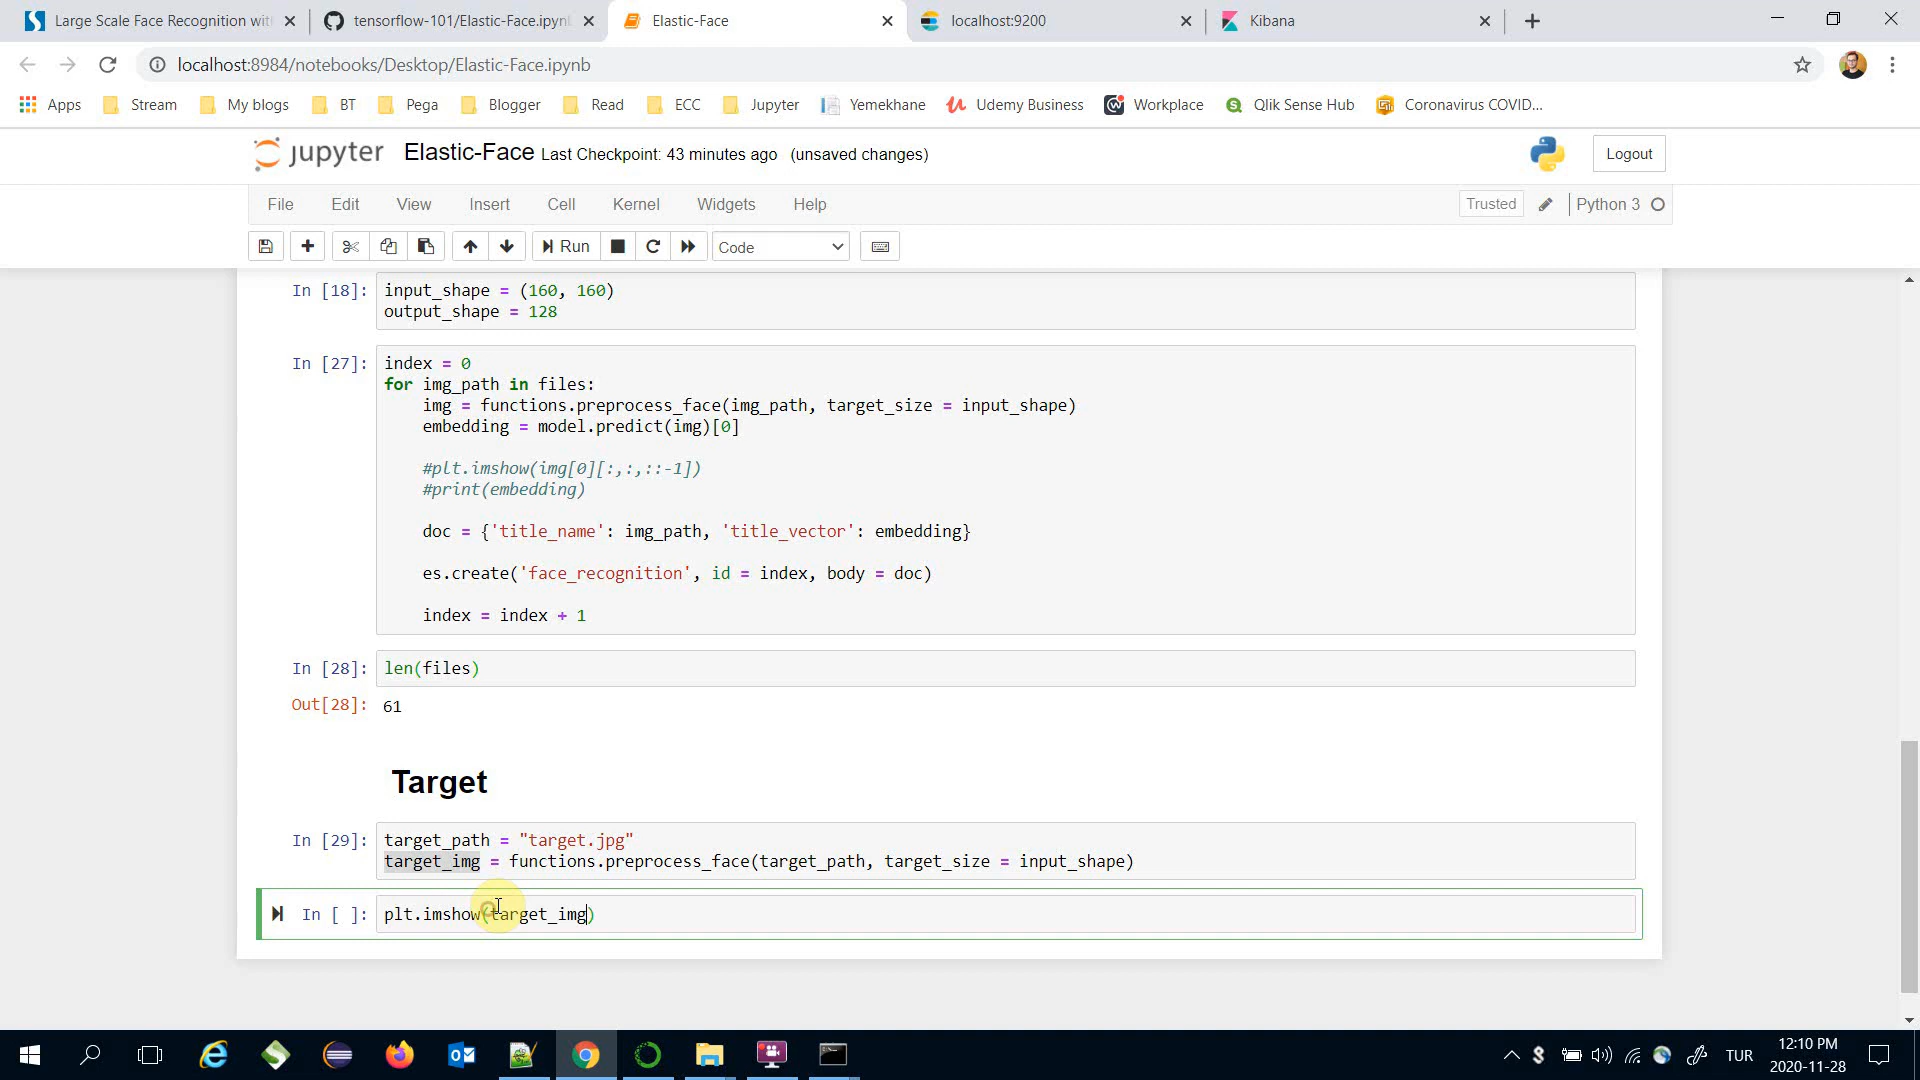 Large Scale Face Recognition wit
tensorflow-101/Elastic-Face.ipyn
Elastic-Face
localhost:9200
Kibana
localhost:8984/notebooks/Desktop/Elastic-Face.ipynb
Apps Stream My blogs BT Pega Blogger Read ECC Jupyter Yemekhane Udemy Business Workplace Qlik Sense Hub Coronavirus COVID...
jupyter Elastic-Face Last Checkpoint: 43 minutes ago (unsaved changes)
Logout
File Edit View Insert Cell Kernel Widgets Help
Trusted Python 3
Run Code
In [18]: input_shape = (160, 160)
output_shape = 128
In [27]: index = 0
for img_path in files:
img = functions.preprocess_face(img_path, target_size = input_shape)
embedding = model.predict(img)[0]
#plt.imshow(img[0][:,:,::-1])
#print(embedding)
doc = {'title_name': img_path, 'title_vector': embedding}
es.create('face_recognition', id = index, body = doc)
index = index + 1
In [28]: len(files)
Out[28]: 61
Target
In [29]: target_path = "target.jpg"
target_img = functions.preprocess_face(target_path, target_size = input_shape)
In [ ]: plt.imshow(target_img)
TUR
12:10 PM
2020-11-28